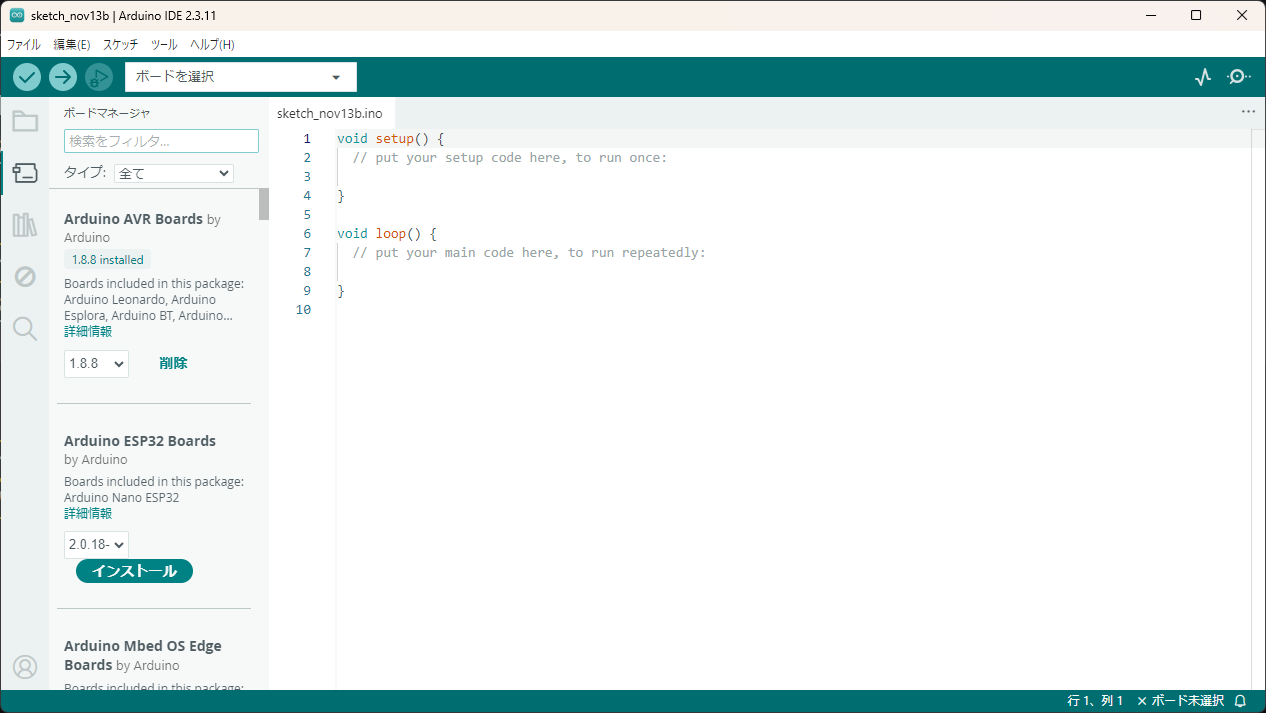 sketch_nov13b | Arduino IDE 2.3.11
ファイル 編集(E) スケッチ ツール ヘルプ(H)
ボードを選択
ボードマネージャ
検索をフィルタ...
タイプ: 全て
Arduino AVR Boards by
Arduino
1.8.8 installed
Boards included in this package:
Arduino Leonardo, Arduino
Esplora, Arduino BT, Arduino...
詳細情報
1.8.8 削除
Arduino ESP32 Boards
by Arduino
Boards included in this package:
Arduino Nano ESP32
詳細情報
2.0.18-
インストール
Arduino Mbed OS Edge
Boards by Arduino
Boards included in this package:
sketch_nov13b.ino
1 void setup() {
2 // put your setup code here, to run once:
3
4 }
5
6 void loop() {
7 // put your main code here, to run repeatedly:
8
9 }
10
行 1、列 1 × ボード未選択